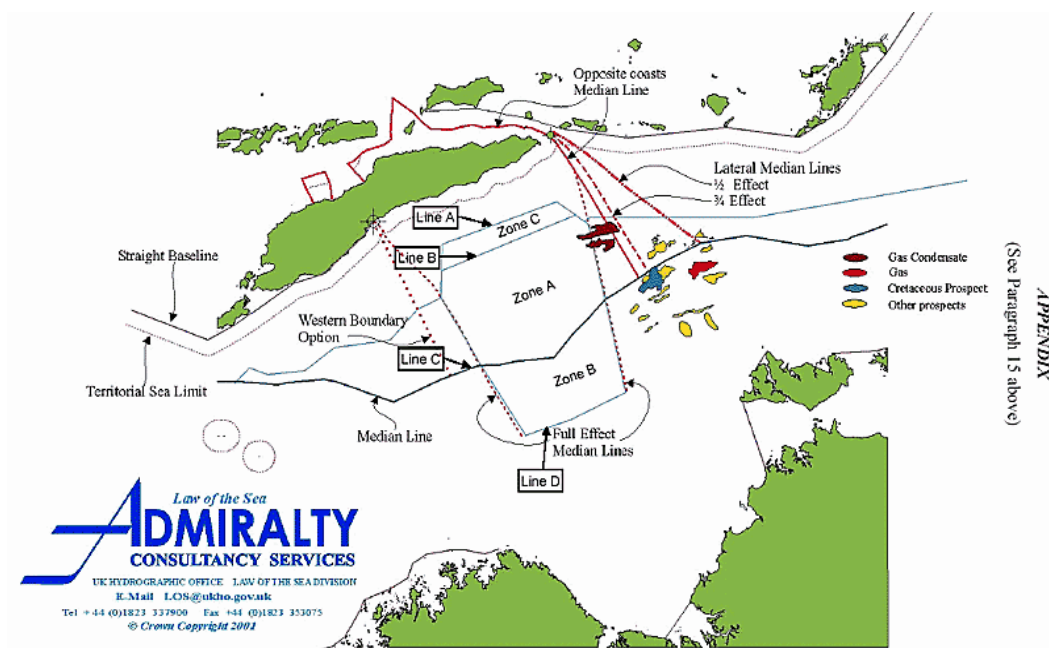 Opposite coasts
Median Line
Lateral Median Lines
½ Effect
¾ Effect
Line A
Zone C
Line B
Straight Baseline
Zone A
Gas Condensate
Gas
Cretaceous Prospect
Other prospects
Western Boundary
Option
Line C
Zone B
Territorial Sea Limit
Median Line
Full Effect
Median Lines
Line D
APPENDIX
(See Paragraph 15 above)
Law of the Sea
ADMIRALTY
CONSULTANCY SERVICES
UK HYDROGRAPHIC OFFICE LAW OF THE SEA DIVISION
E-Mail LOS@ukho.gov.uk
Tel +44 (0)1823 337900 Fax +44 (0)1823 353075
© Crown Copyright 2001